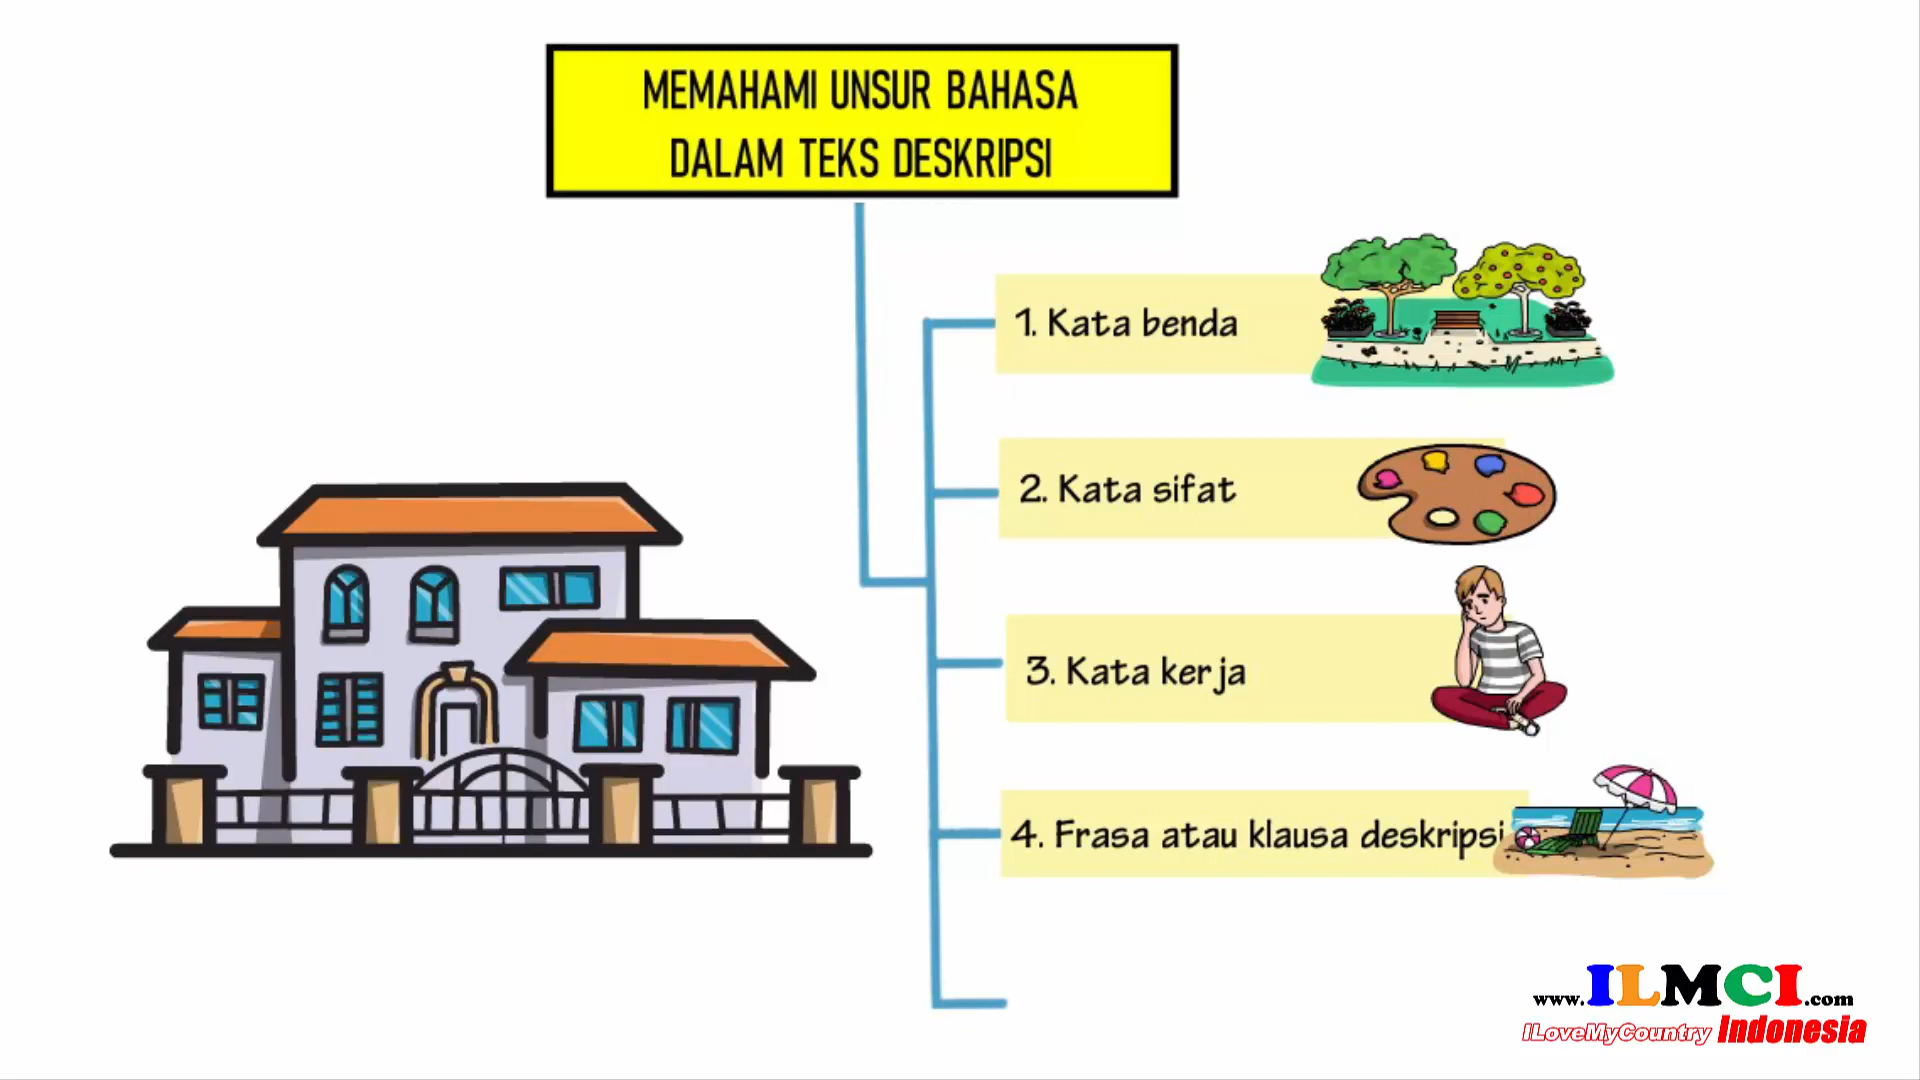 MEMAHAMI UNSUR BAHASA
DALAM TEKS DESKRIPSI
1. Kata benda
2. Kata sifat
3. Kata kerja
4. Frasa atau klausa deskripsi
www.ILMCI.com
ILoveMyCountry Indonesia